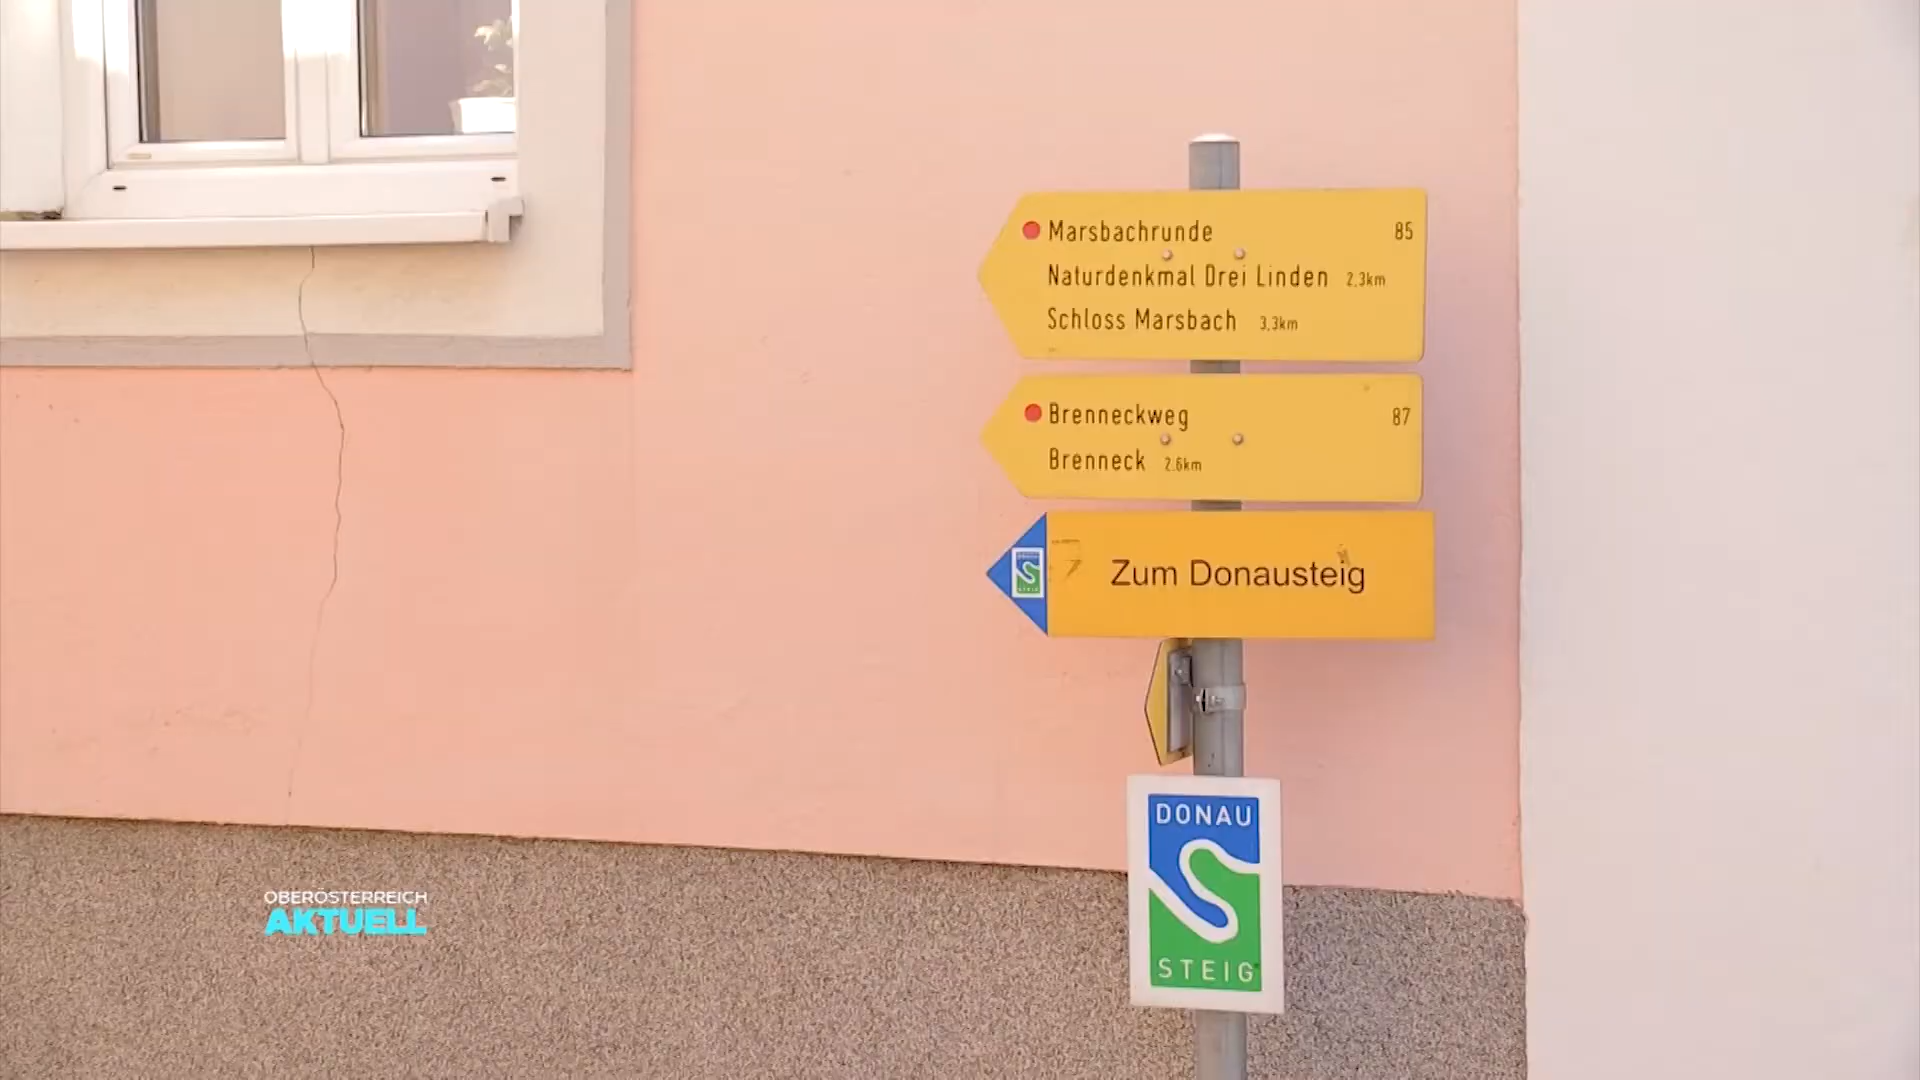 Marsbachrunde 85
Naturdenkmal Drei Linden 2,3km
Schloss Marsbach 3,3km
Brenneckweg 87
Brenneck 2,6km
Zum Donausteig
DONAU
STEIG
OBERÖSTERREICH
AKTUELL